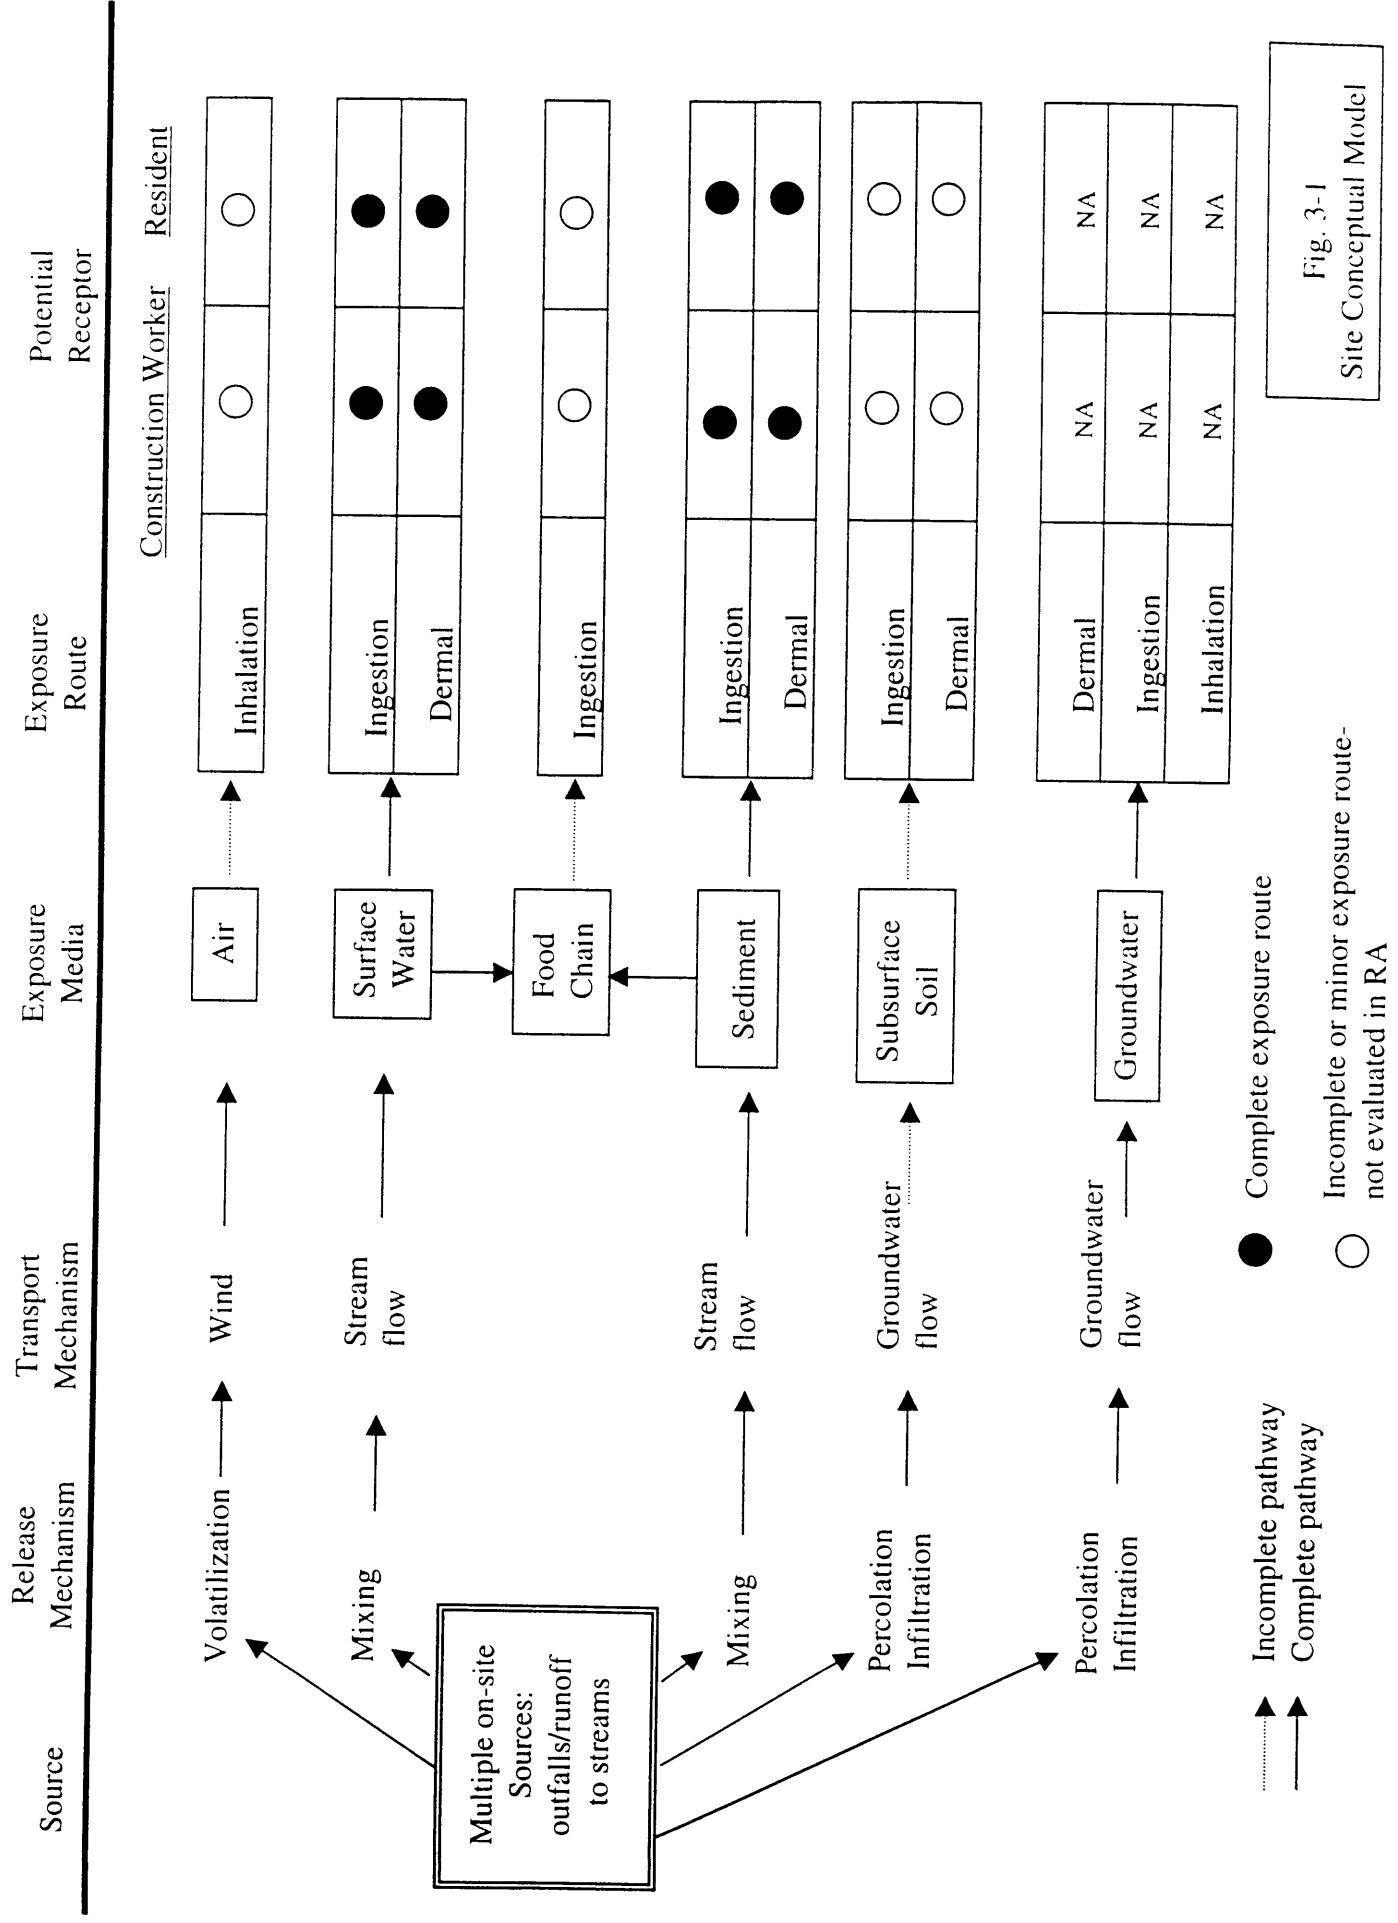 Source
Release
Mechanism
Transport
Mechanism
Exposure
Media
Exposure
Route
Potential
Receptor
Construction Worker
Resident
Multiple on-site
Sources:
outfalls/runoff
to streams
Volatilization
Wind
Air
Inhalation
Mixing
Stream
flow
Surface
Water
Ingestion
Dermal
Food
Chain
Ingestion
Mixing
Stream
flow
Sediment
Ingestion
Dermal
Percolation
Infiltration
Groundwater
flow
Subsurface
Soil
Ingestion
Dermal
Percolation
Infiltration
Groundwater
flow
Groundwater
Dermal
NA
NA
Ingestion
NA
NA
Inhalation
NA
NA
Incomplete pathway
Complete pathway
Complete exposure route
Incomplete or minor exposure route-
not evaluated in RA
Fig. 3-1
Site Conceptual Model